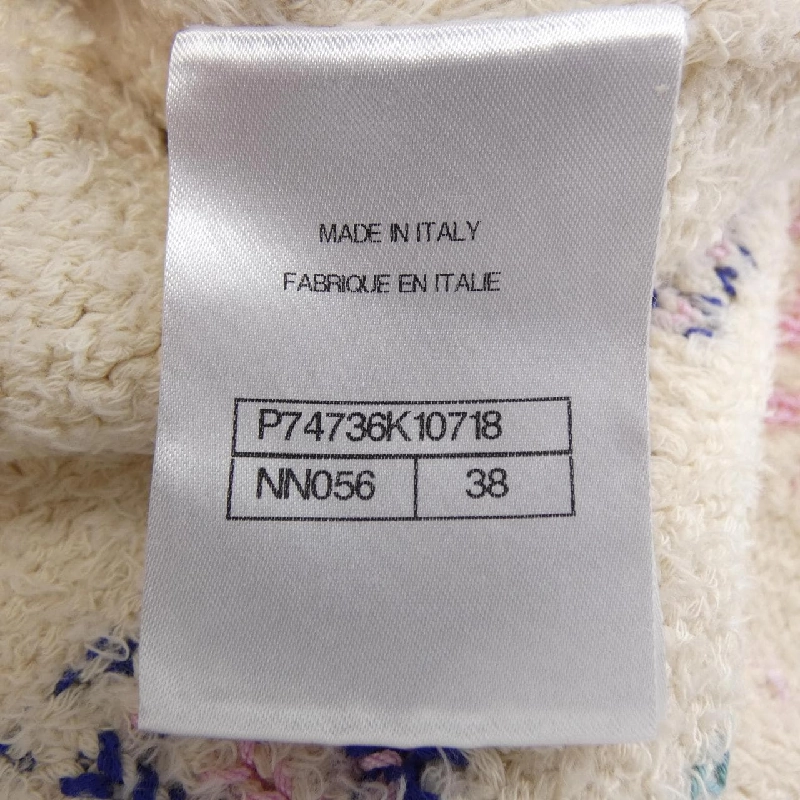 MADE IN ITALY
FABRIQUE EN ITALIE
P74736K10718
NN056 38